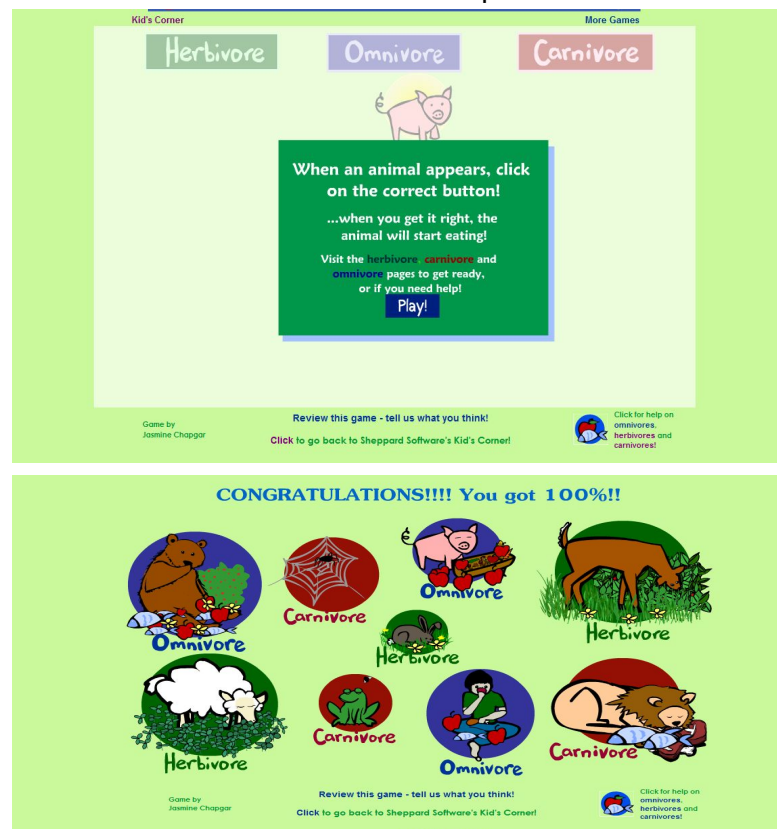 Kid's Corner
More Games
Herbivore
Omnivore
Carnivore
When an animal appears, click
on the correct button!
...when you get it right, the
animal will start eating!
Visit the herbivore, carnivore and
omnivore pages to get ready,
or if you need help!
Play!
Game by
Jasmine Chapgar
Review this game - tell us what you think!
Click to go back to Sheppard Software's Kid's Corner!
Click for help on
omnivores,
herbivores and
carnivores!
CONGRATULATIONS!!!! You got 100%!!
Omnivore
Carnivore
Omnivore
Herbivore
Herbivore
Herbivore
Carnivore
Omnivore
Carnivore
Game by
Jasmine Chapgar
Review this game - tell us what you think!
Click to go back to Sheppard Software's Kid's Corner!
Click for help on
omnivores,
herbivores and
carnivores!